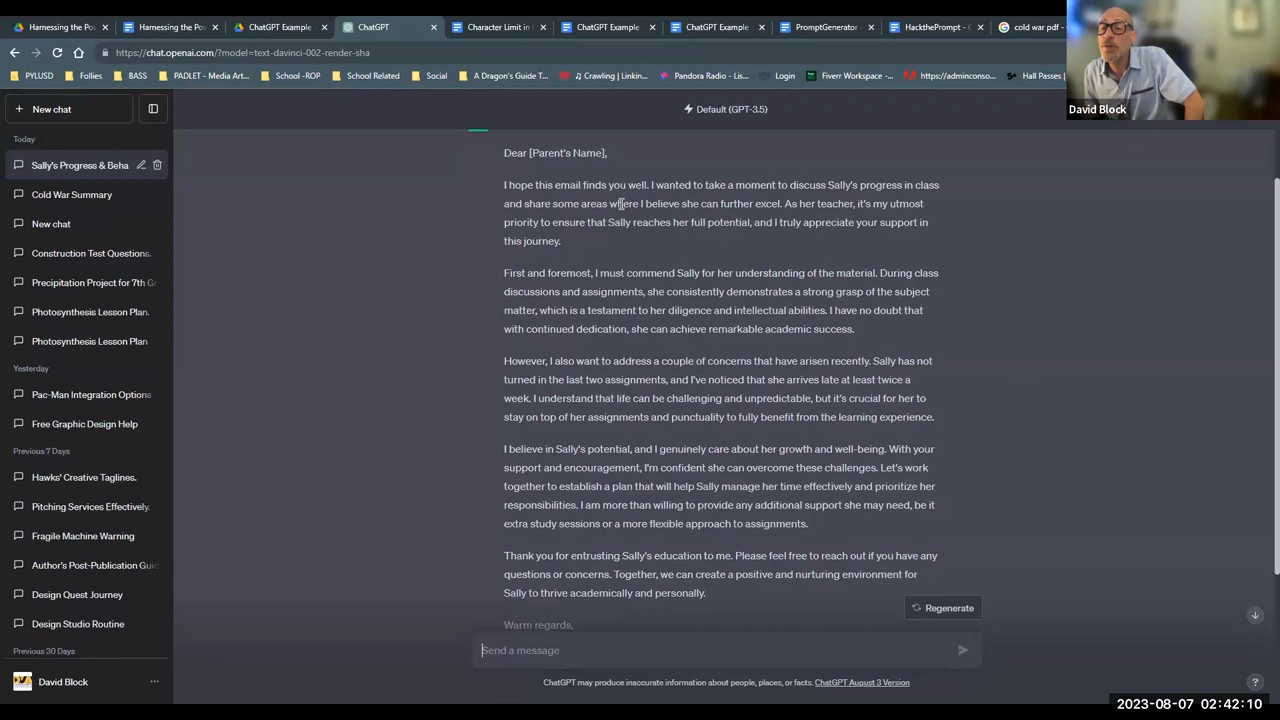 Harnessing the Powe
Harnessing the Prompt
ChatGPT Example
ChatGPT
Character Limit in C
ChatGPT Example
ChatGPT Example
PromptGenerator
HackthePrompt - G
cold war pdf -
https://chat.openai.com/?model=text-davinci-002-render-sha
PYLUSD
Follies
BASS
PADLET - Media Art...
School -ROP
School Related
Social
A Dragon's Guide T...
Crawling | Linkin...
Pandora Radio - Lis...
Login
Fiverr Workspace -...
https://adminconso...
Hall Passes
David Block
New chat
Today
Sally's Progress & Beha
Cold War Summary
New chat
Construction Test Questions.
Precipitation Project for 7th Gr
Photosynthesis Lesson Plan.
Photosynthesis Lesson Plan
Yesterday
Pac-Man Integration Options
Free Graphic Design Help
Previous 7 Days
Hawks' Creative Taglines.
Pitching Services Effectively.
Fragile Machine Warning
Author's Post-Publication Guid
Design Quest Journey
Design Studio Routine
Previous 30 Days
David Block
Default (GPT-3.5)
Dear [Parent's Name],
I hope this email finds you well. I wanted to take a moment to discuss Sally's progress in class
and share some areas where I believe she can further excel. As her teacher, it's my utmost
priority to ensure that Sally reaches her full potential, and I truly appreciate your support in
this journey.
First and foremost, I must commend Sally for her understanding of the material. During class
discussions and assignments, she consistently demonstrates a strong grasp of the subject
matter, which is a testament to her diligence and intellectual abilities. I have no doubt that
with continued dedication, she can achieve remarkable academic success.
However, I also want to address a couple of concerns that have arisen recently. Sally has not
turned in the last two assignments, and I've noticed that she arrives late at least twice a
week. I understand that life can be challenging and unpredictable, but it's crucial for her to
stay on top of her assignments and punctuality to fully benefit from the learning experience.
I believe in Sally's potential, and I genuinely care about her growth and well-being. With your
support and encouragement, I'm confident she can overcome these challenges. Let's work
together to establish a plan that will help Sally manage her time effectively and prioritize her
responsibilities. I am more than willing to provide any additional support she may need, be it
extra study sessions or a more flexible approach to assignments.
Thank you for entrusting Sally's education to me. Please feel free to reach out if you have any
questions or concerns. Together, we can create a positive and nurturing environment for
Sally to thrive academically and personally.
Warm regards,
Regenerate
Send a message
ChatGPT may produce inaccurate information about people, places, or facts. ChatGPT August 3 Version
?
2023-08-07 02:42:10